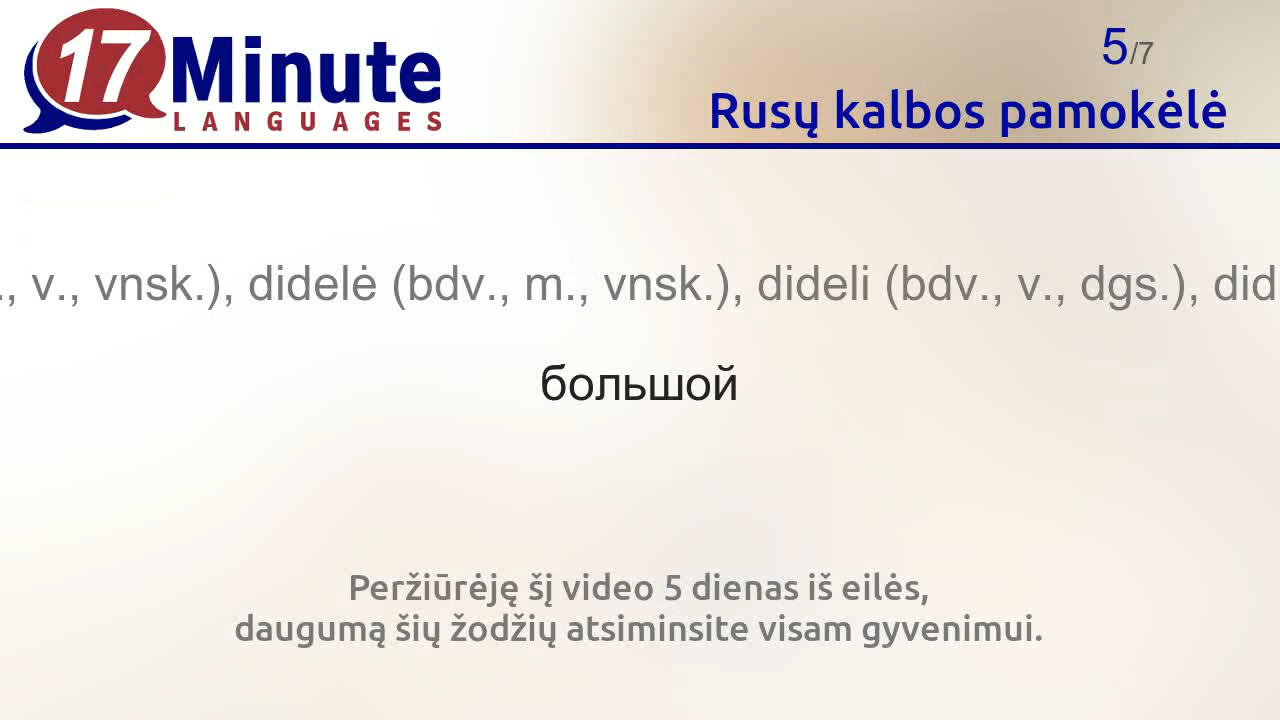 17 Minute
LANGUAGES
5/7
Rusų kalbos pamokėlė
., v., vnsk.), didelė (bdv., m., vnsk.), dideli (bdv., v., dgs.), did
большой
Peržiūrėję šį video 5 dienas iš eilės,
daugumą šių žodžių atsiminsite visam gyvenimui.